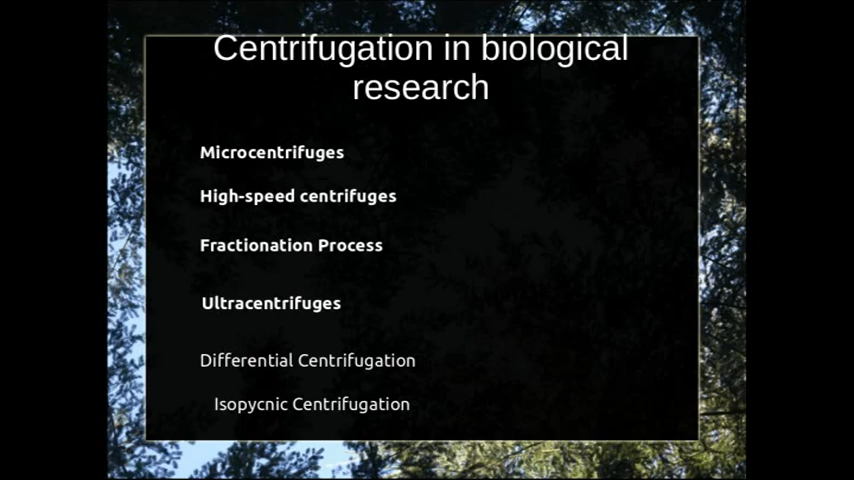 Centrifugation in biological
research
Microcentrifuges
High-speed centrifuges
Fractionation Process
Ultracentrifuges
Differential Centrifugation
Isopycnic Centrifugation